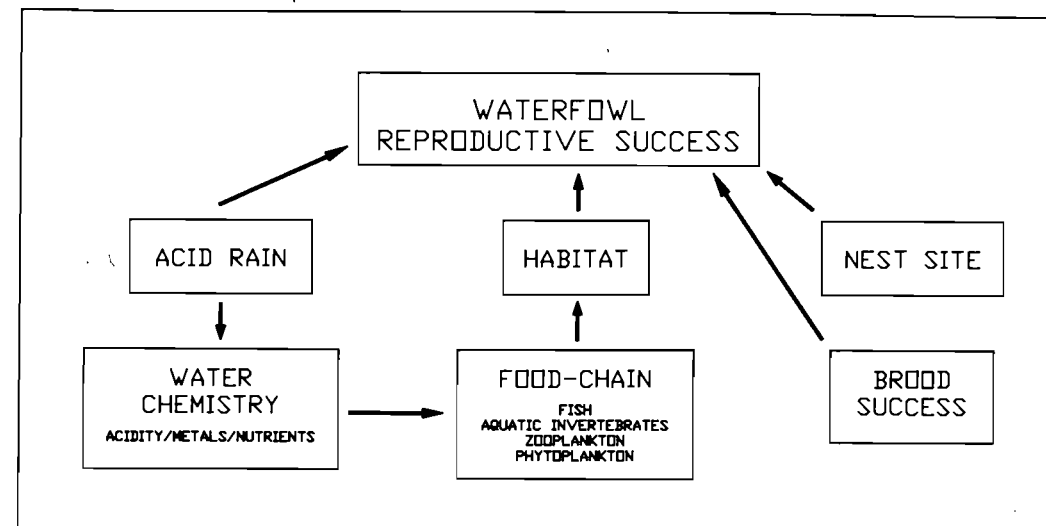 WATERFOWL
REPRODUCTIVE SUCCESS
ACID RAIN
HABITAT
NEST SITE
WATER
CHEMISTRY
ACIDITY/METALS/NUTRIENTS
FOOD-CHAIN
FISH
AQUATIC INVERTEBRATES
ZOOPLANKTON
PHYTOPLANKTON
BROOD
SUCCESS